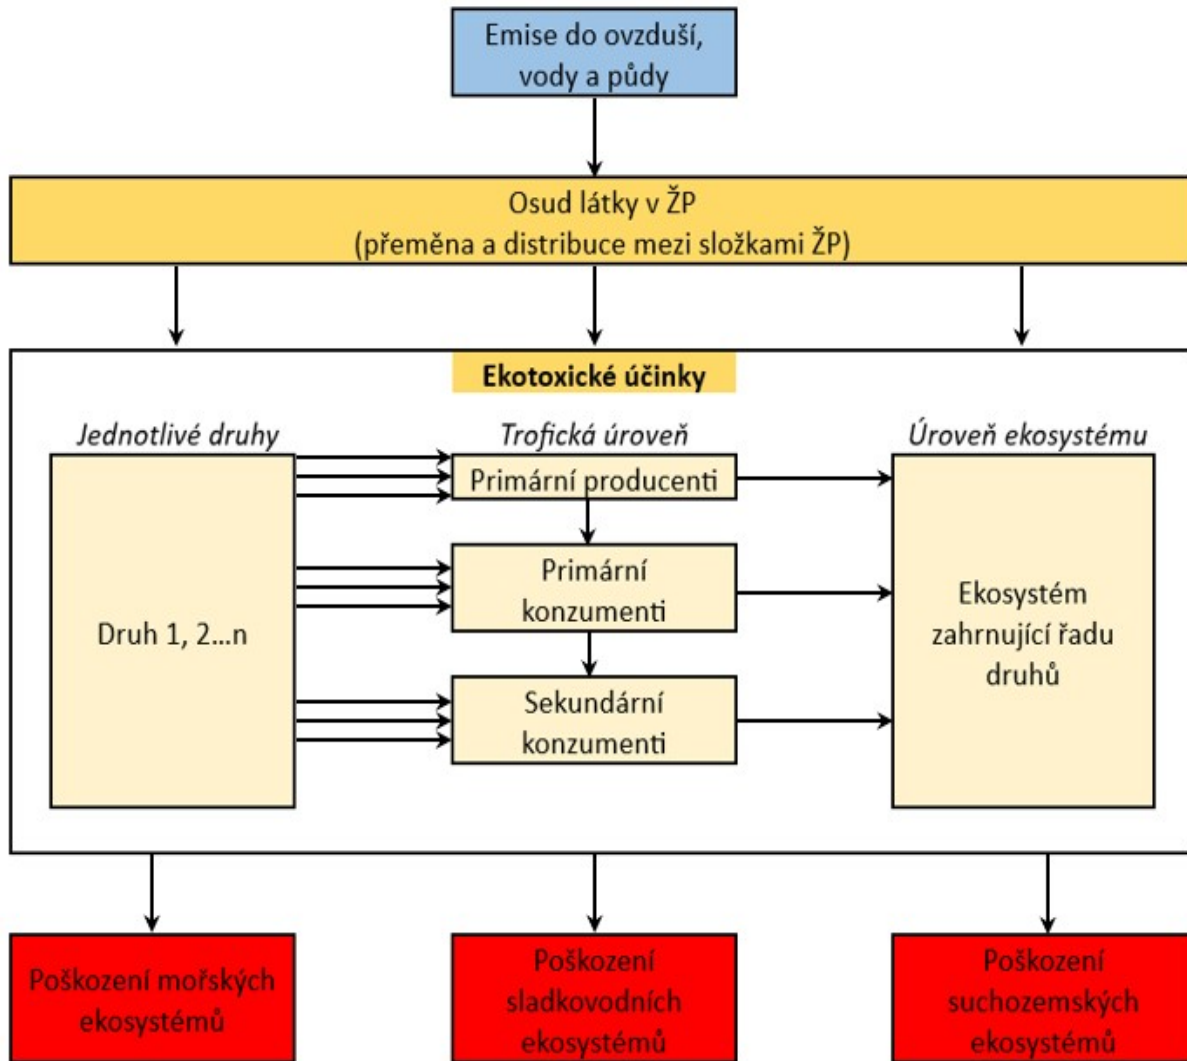 Emise do ovzduší,
vody a půdy
Osud látky v ŽP
(přeměna a distribuce mezi složkami ŽP)
Ekotoxické účinky
Jednotlivé druhy
Trofická úroveň
Úroveň ekosystému
Druh 1, 2...n
Primární producenti
Primární
konzumenti
Sekundární
konzumenti
Ekosystém
zahrnující řadu
druhů
Poškození mořských
ekosystémů
Poškození
sladkovodních
ekosystémů
Poškození
suchozemských
ekosystémů